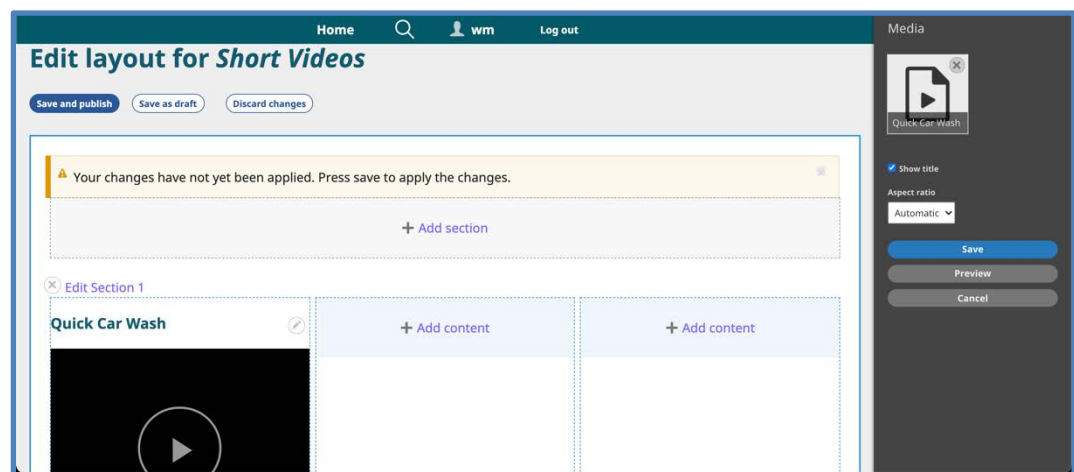 Home
wm
Log out
Edit layout for Short Videos
Save and publish
Save as draft
Discard changes
Your changes have not yet been applied. Press save to apply the changes.
+ Add section
Edit Section 1
Quick Car Wash
+ Add content
+ Add content
Media
Quick Car Wash
Show title
Aspect ratio
Automatic
Save
Preview
Cancel